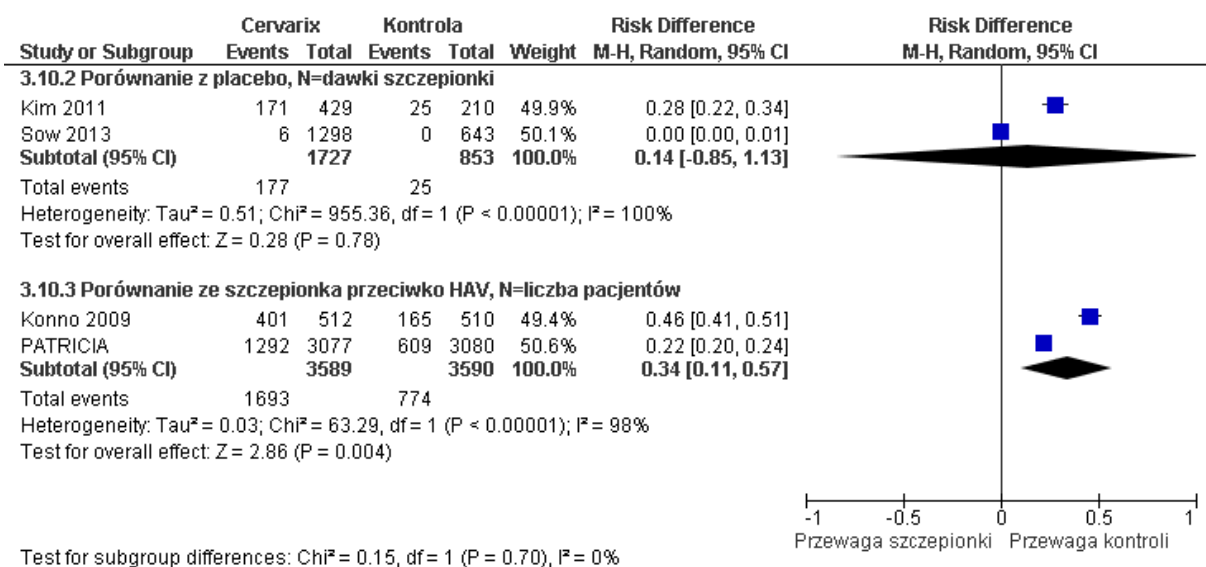 Cervarix Kontrola Risk Difference Risk Difference
Study or Subgroup Events Total Events Total Weight M-H, Random, 95% CI M-H, Random, 95% CI
3.10.2 Porównanie z placebo, N=dawki szczepionki
Kim 2011 171 429 25 210 49.9% 0.28 [0.22, 0.34]
Sow 2013 6 1298 0 643 50.1% 0.00 [0.00, 0.01]
Subtotal (95% CI) 1727 853 100.0% 0.14 [-0.85, 1.13]
Total events 177 25
Heterogeneity: Tau² = 0.51; Chi² = 955.36, df = 1 (P < 0.00001); I² = 100%
Test for overall effect: Z = 0.28 (P = 0.78)
3.10.3 Porównanie ze szczepionka przeciwko HAV, N=liczba pacjentów
Konno 2009 401 512 165 510 49.4% 0.46 [0.41, 0.51]
PATRICIA 1292 3077 609 3080 50.6% 0.22 [0.20, 0.24]
Subtotal (95% CI) 3589 3590 100.0% 0.34 [0.11, 0.57]
Total events 1693 774
Heterogeneity: Tau² = 0.03; Chi² = 63.29, df = 1 (P < 0.00001); I² = 98%
Test for overall effect: Z = 2.86 (P = 0.004)
-1 -0.5 0 0.5 1
Przewaga szczepionki Przewaga kontroli
Test for subgroup differences: Chi² = 0.15, df = 1 (P = 0.70), I² = 0%